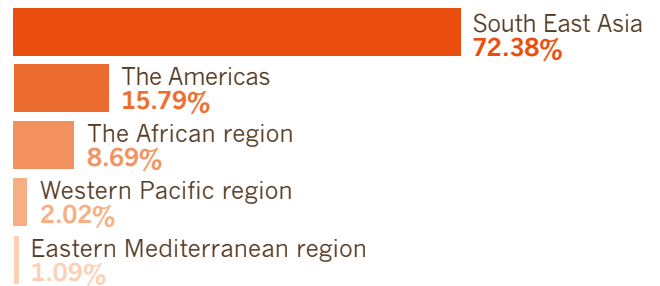 South East Asia
72.38%
The Americas
15.79%
The African region
8.69%
Western Pacific region
2.02%
Eastern Mediterranean region
1.09%